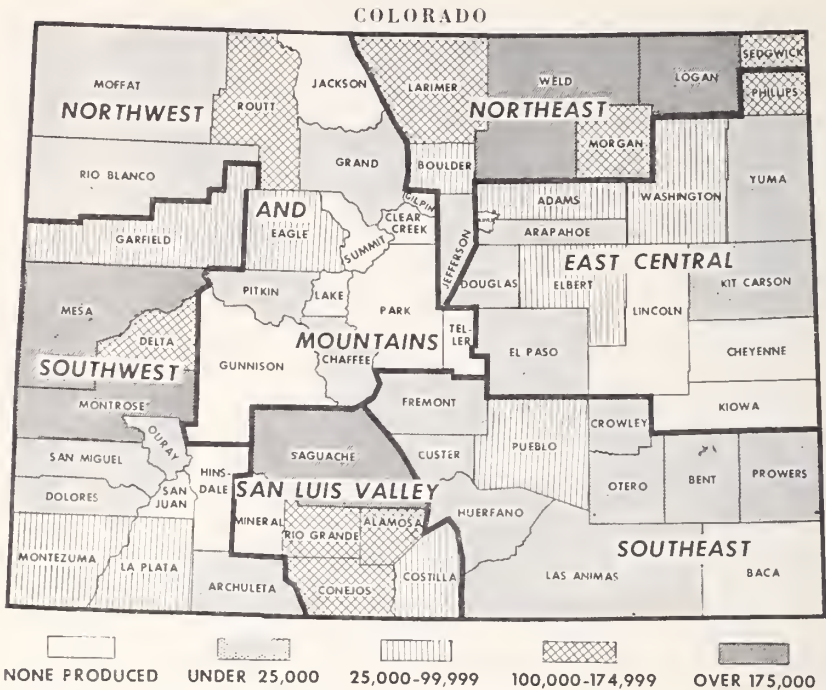 COLORADO
MOFFAT
ROUTT
JACKSON
LARIMER
WELD
LOGAN
SEDGWICK
PHILLIPS
NORTHWEST
NORTHEAST
RIO BLANCO
GRAND
BOULDER
MORGAN
WASHINGTON
YUMA
GILPIN
CLEAR CREEK
ADAMS
ARAPAHOE
AND
GARFIELD
EAGLE
SUMMIT
JEFFERSON
DOUGLAS
ELBERT
EAST CENTRAL
LINCOLN
KIT CARSON
MESA
PITKIN
LAKE
PARK
DELTA
TEL-
LER
EL PASO
CHEYENNE
GUNNISON
MOUNTAINS
CHAFFEE
SOUTHWEST
MONTROSE
FREMONT
KIOWA
CROWLEY
OURAY
SAN MIGUEL
HINS-
DALE
SAGUACHE
CUSTER
PUEBLO
OTERO
BENT
PROWERS
DOLORES
SAN
JUAN
SAN LUIS VALLEY
MINERAL
RIO GRANDE
ALAMOSA
HUERFANO
SOUTHEAST
MONTEZUMA
LA PLATA
ARCHULETA
CONEJOS
COSTILLA
LAS ANIMAS
BACA
NONE PRODUCED
UNDER 25,000
25,000-99,999
100,000-174,999
OVER 175,000